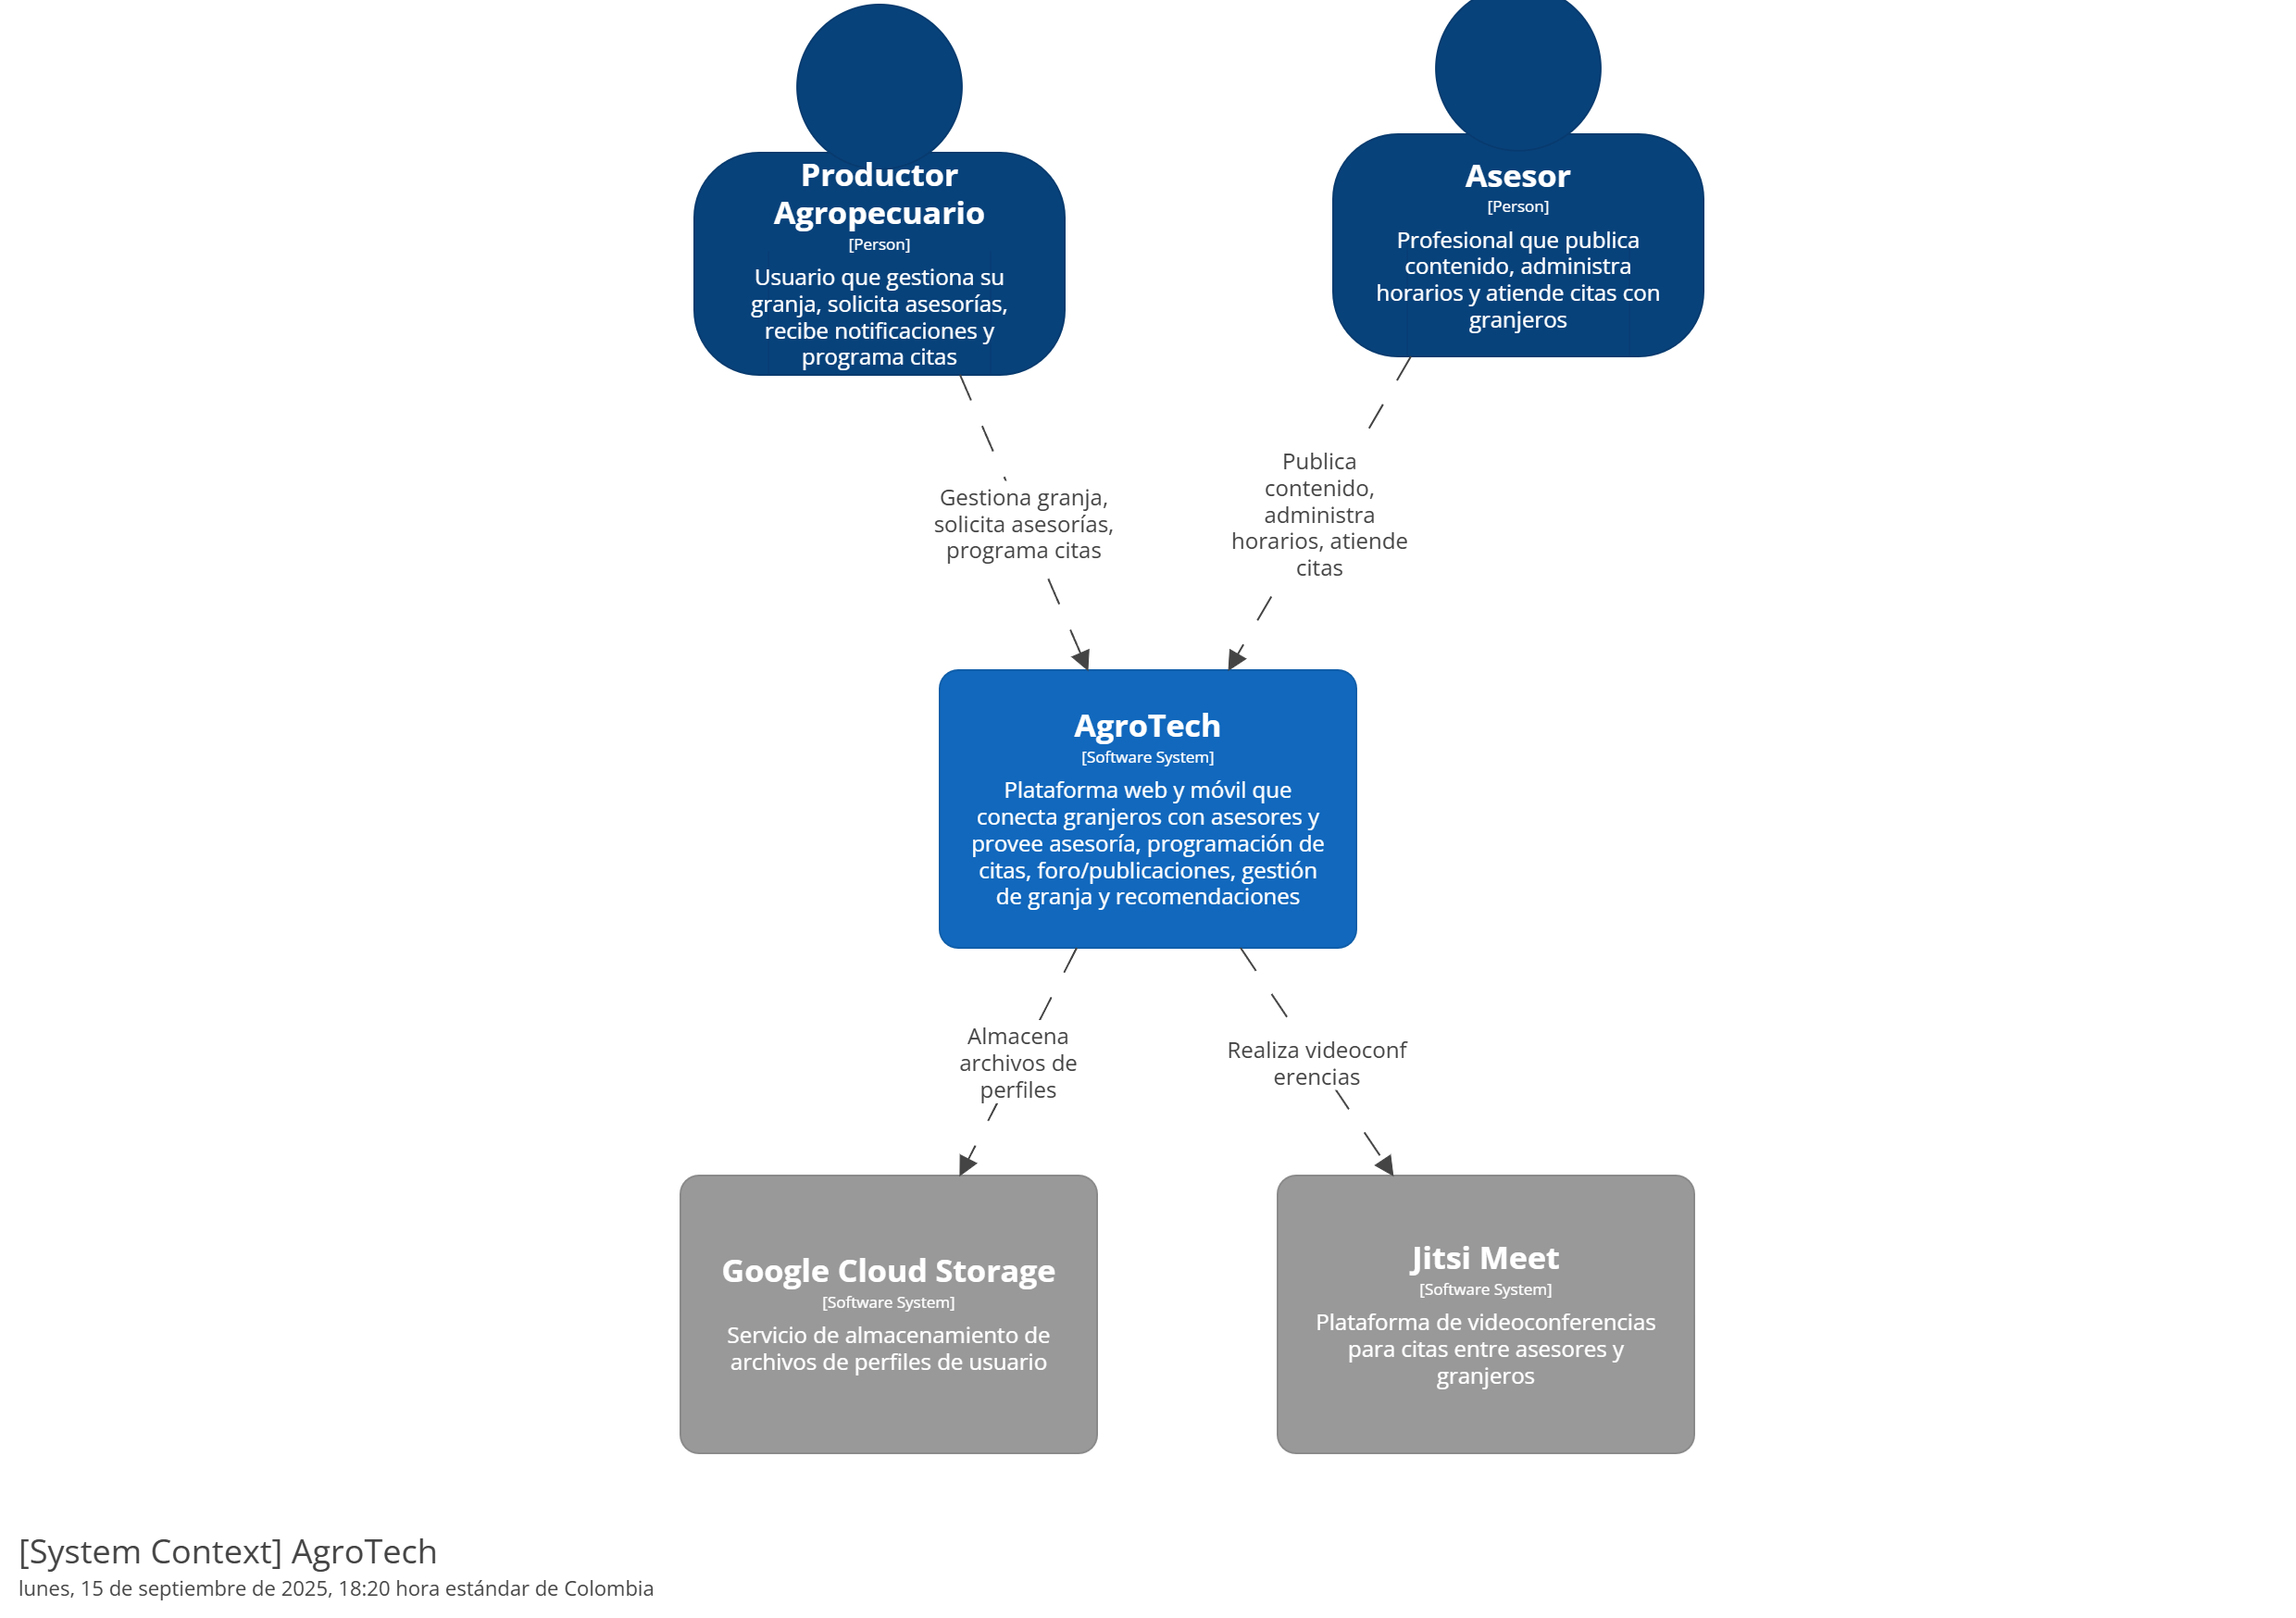 Productor
Agropecuario
[Person]
Usuario que gestiona su
granja, solicita asesorías,
recibe notificaciones y
programa citas
Asesor
[Person]
Profesional que publica
contenido, administra
horarios y atiende citas con
granjeros
Gestiona granja,
solicita asesorías,
programa citas
Publica
contenido,
administra
horarios, atiende
citas
AgroTech
[Software System]
Plataforma web y móvil que
conecta granjeros con asesores y
provee asesoría, programación de
citas, foro/publicaciones, gestión
de granja y recomendaciones
Almacena
archivos de
perfiles
Realiza videoconf
erencias
Google Cloud Storage
[Software System]
Servicio de almacenamiento de
archivos de perfiles de usuario
Jitsi Meet
[Software System]
Plataforma de videoconferencias
para citas entre asesores y
granjeros
[System Context] AgroTech
lunes, 15 de septiembre de 2025, 18:20 hora estándar de Colombia